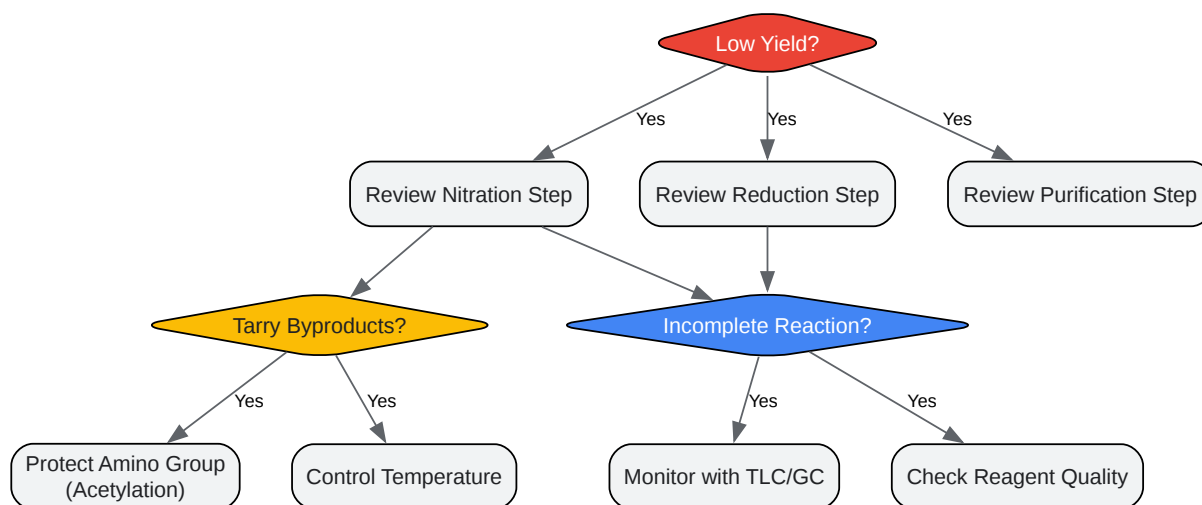 Low Yield?
Yes
Yes
Yes
Review Nitration Step
Review Reduction Step
Review Purification Step
Tarry Byproducts?
Incomplete Reaction?
Yes
Yes
Yes
Yes
Protect Amino Group
(Acetylation)
Control Temperature
Monitor with TLC/GC
Check Reagent Quality